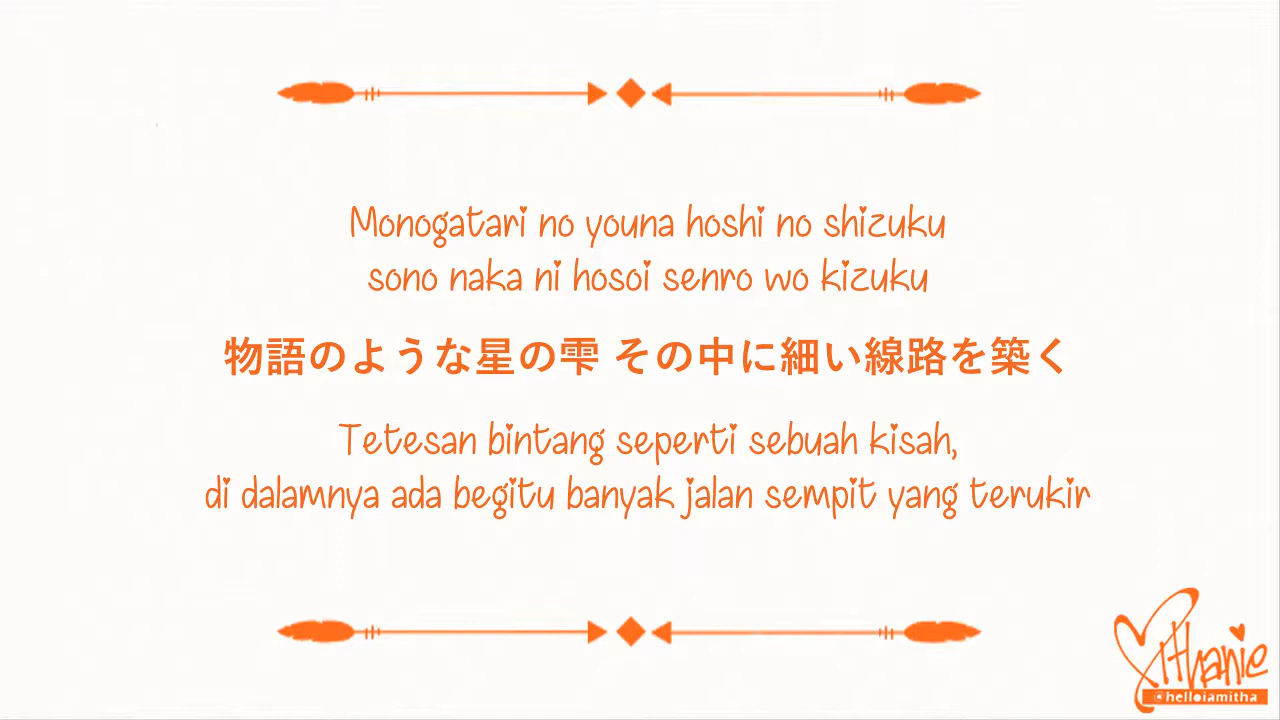 Monogatari no youna hoshi no shizuku
sono naka ni hosoi senro wo kizuku
物語のような星の雫 その中に細い線路を築く
Tetesan bintang seperti sebuah kisah,
di dalamnya ada begitu banyak jalan sempit yang terukir
Mithanie
@helloiamitha